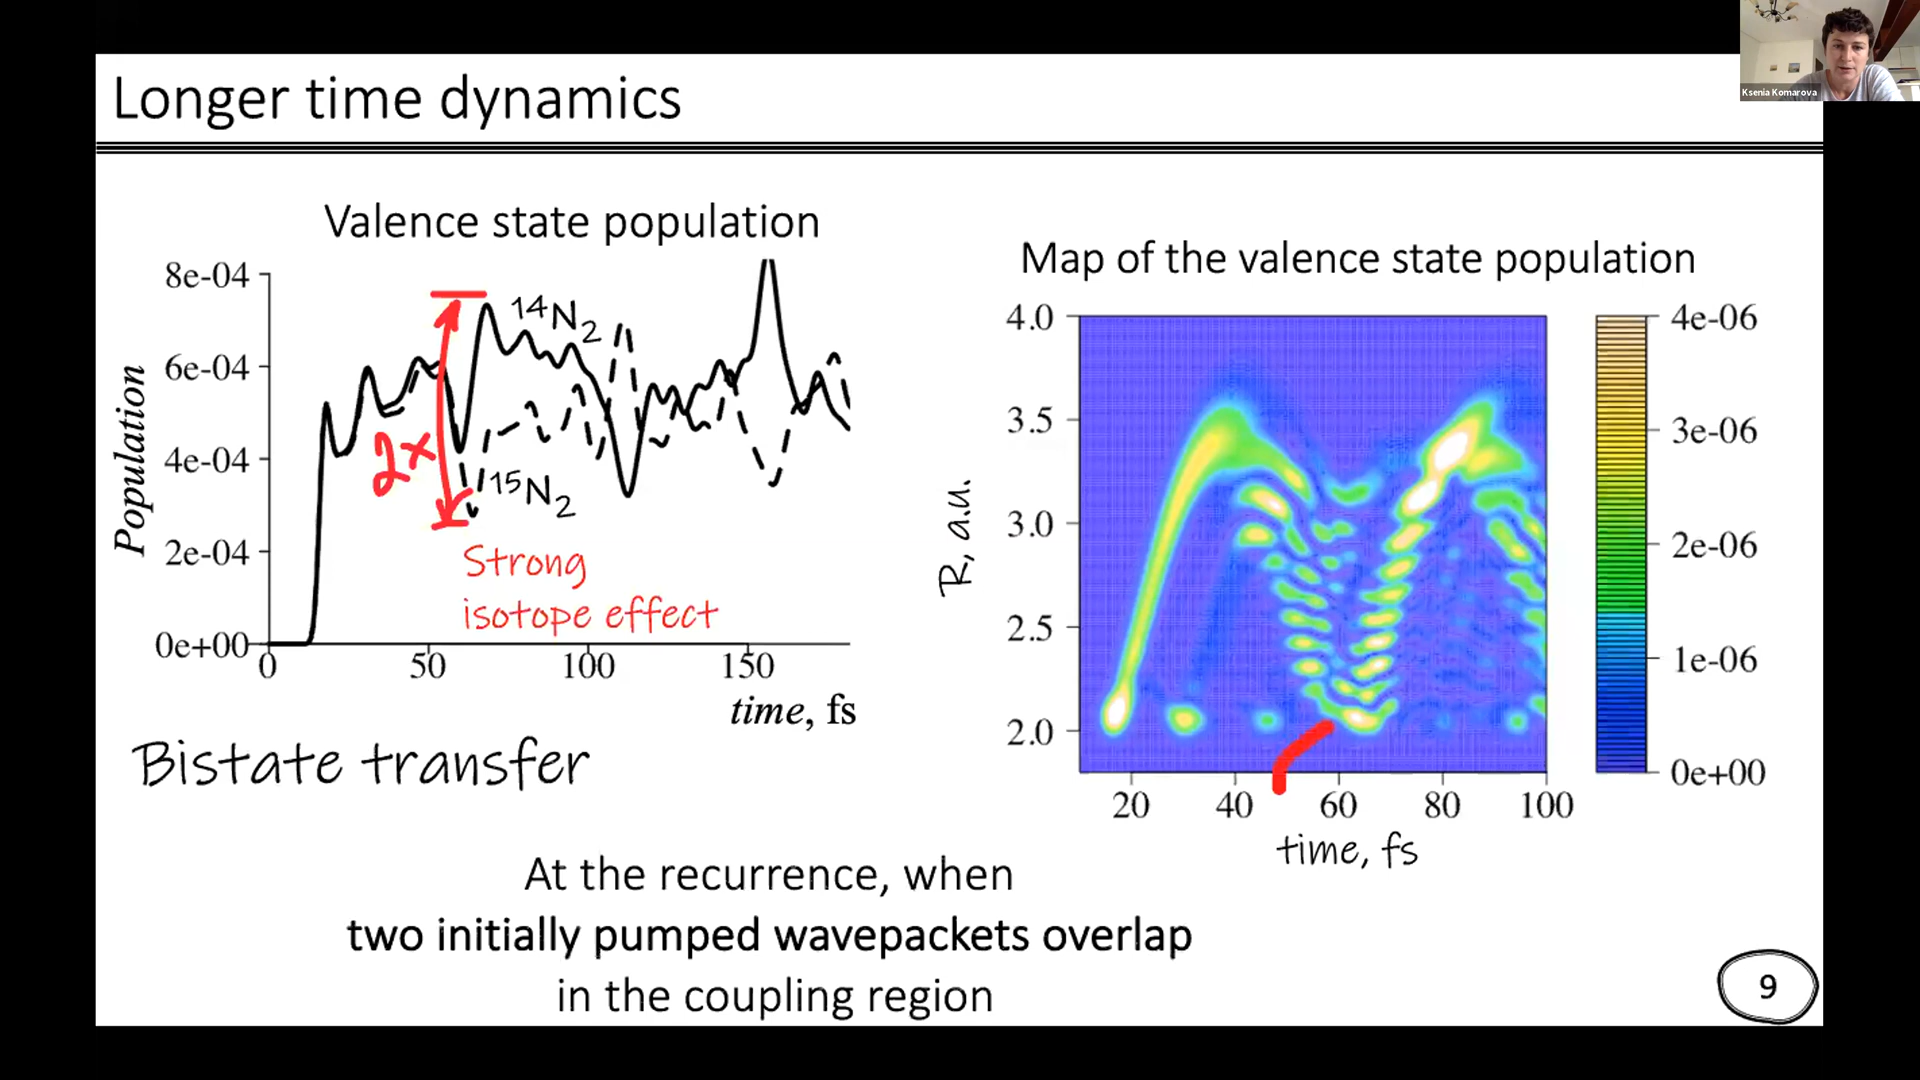 Ksenia Komarova
Longer time dynamics
Valence state population
8e-04
6e-04
4e-04
2e-04
0e+00
Population
14N2
15N2
2x
Strong
isotope effect
0 50 100 150
time, fs
Bistate transfer
Map of the valence state population
4.0
3.5
3.0
2.5
2.0
R, a.u.
20 40 60 80 100
time, fs
4e-06
3e-06
2e-06
1e-06
0e+00
At the recurrence, when
two initially pumped wavepackets overlap
in the coupling region
9